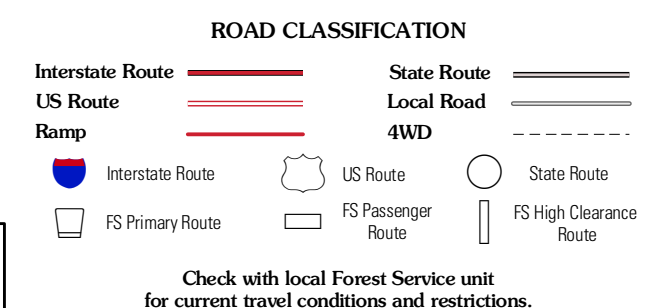 ROAD CLASSIFICATION
Interstate Route
State Route
US Route
Local Road
Ramp
4WD
Interstate Route
US Route
State Route
FS Primary Route
FS Passenger
Route
FS High Clearance
Route
Check with local Forest Service unit
for current travel conditions and restrictions.